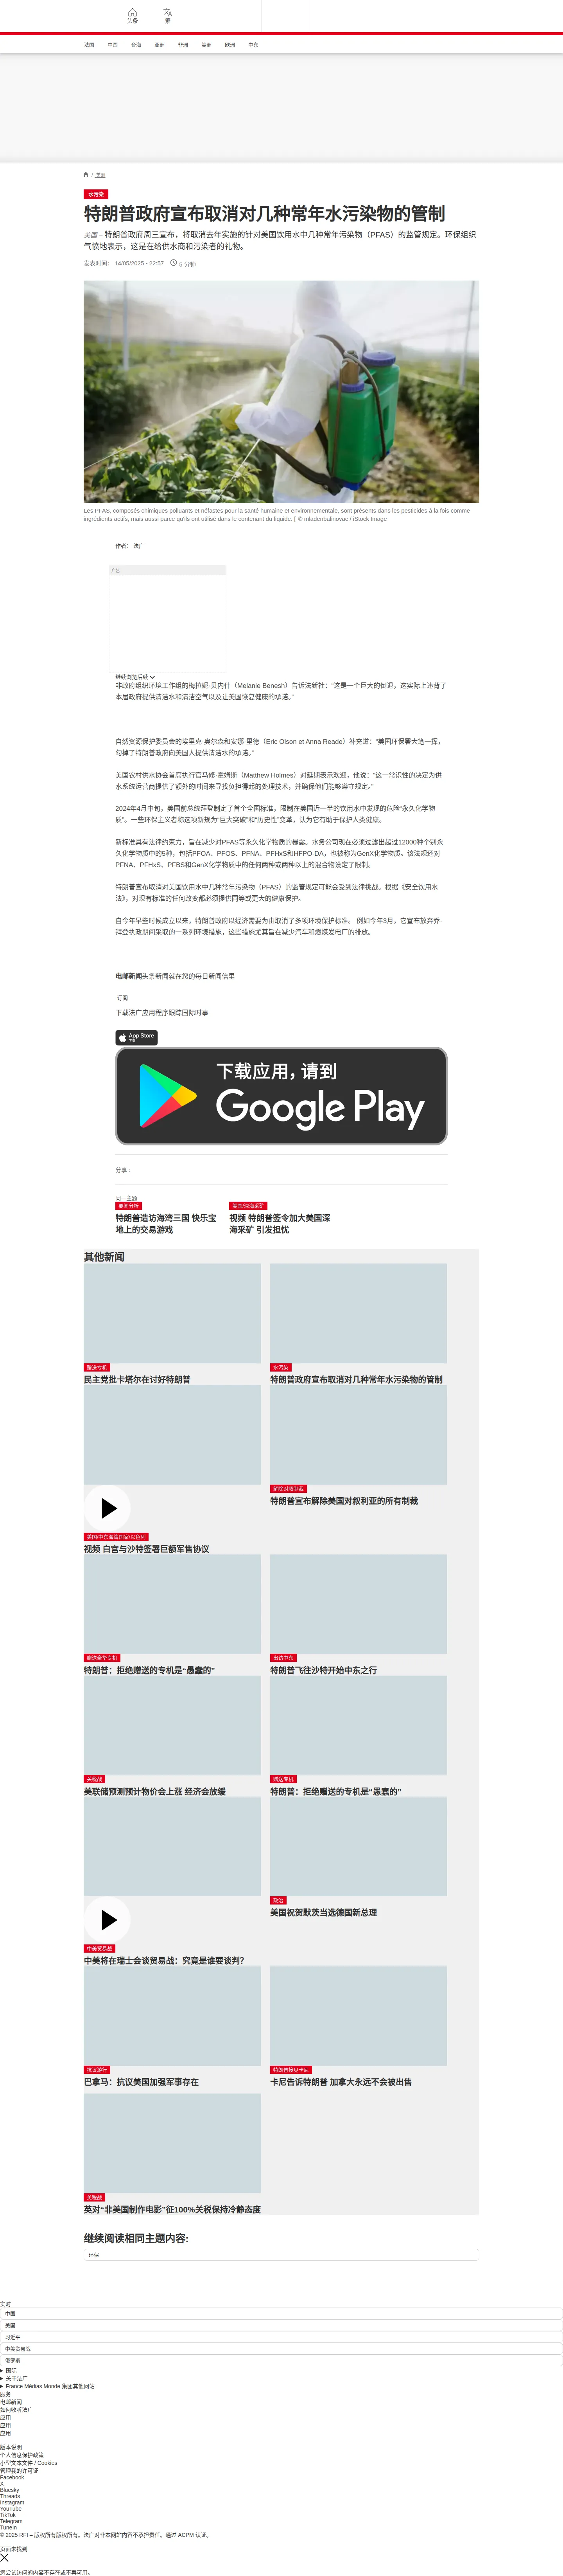 头条
繁
法国
中国
台海
亚洲
非洲
美洲
欧洲
中东
/ 美洲
水污染
特朗普政府宣布取消对几种常年水污染物的管制
美国 – 特朗普政府周三宣布，将取消去年实施的针对美国饮用水中几种常年污染物（PFAS）的监管规定。环保组织
气愤地表示，这是在给供水商和污染者的礼物。
发表时间： 14/05/2025 - 22:57
5 分钟
Les PFAS, composés chimiques polluants et néfastes pour la santé humaine et environnementale, sont présents dans les pesticides à la fois comme
ingrédients actifs, mais aussi parce qu'ils ont utilisé dans le contenant du liquide. [ © mladenbalinovac / iStock Image
作者： 法广
广告
继续浏览后续
非政府组织环境工作组的梅拉妮·贝内什（Melanie Benesh）告诉法新社：“这是一个巨大的倒退，这实际上违背了
本届政府提供清洁水和清洁空气以及让美国恢复健康的承诺。”
自然资源保护委员会的埃里克·奥尔森和安娜·里德（Eric Olson et Anna Reade）补充道：“美国环保署大笔一挥，
勾掉了特朗普政府向美国人提供清洁水的承诺。”
美国农村供水协会首席执行官马修·霍姆斯（Matthew Holmes）对延期表示欢迎，他说：“这一常识性的决定为供
水系统运营商提供了额外的时间来寻找负担得起的处理技术，并确保他们能够遵守规定。”
2024年4月中旬，美国前总统拜登制定了首个全国标准，限制在美国近一半的饮用水中发现的危险“永久化学物
质”。一些环保主义者称这项新规为“巨大突破”和“历史性”变革，认为它有助于保护人类健康。
新标准具有法律约束力，旨在减少对PFAS等永久化学物质的暴露。水务公司现在必须过滤出超过12000种个别永
久化学物质中的5种，包括PFOA、PFOS、PFNA、PFHxS和HFPO-DA，也被称为GenX化学物质。该法规还对
PFNA、PFHxS、PFBS和GenX化学物质中的任何两种或两种以上的混合物设定了限制。
特朗普宣布取消对美国饮用水中几种常年污染物（PFAS）的监管规定可能会受到法律挑战。根据《安全饮用水
法》，对现有标准的任何改变都必须提供同等或更大的健康保护。
自今年早些时候成立以来，特朗普政府以经济需要为由取消了多项环境保护标准。 例如今年3月，它宣布放弃乔·
拜登执政期间采取的一系列环境措施，这些措施尤其旨在减少汽车和燃煤发电厂的排放。
电邮新闻头条新闻就在您的每日新闻信里
订阅
下载法广应用程序跟踪国际时事
App Store
下载
下载应用，请到
Google Play
分享 :
同一主题
要闻分析
特朗普造访海湾三国 快乐宝
地上的交易游戏
美国/深海采矿
视频 特朗普签令加大美国深
海采矿 引发担忧
其他新闻
赠送专机
民主党批卡塔尔在讨好特朗普
水污染
特朗普政府宣布取消对几种常年水污染物的管制
美国/中东海湾国家/以色列
视频 白宫与沙特签署巨额军售协议
解除对叙制裁
特朗普宣布解除美国对叙利亚的所有制裁
赠送豪华专机
特朗普：拒绝赠送的专机是“愚蠢的”
出访中东
特朗普飞往沙特开始中东之行
关税战
美联储预测预计物价会上涨 经济会放缓
赠送专机
特朗普：拒绝赠送的专机是“愚蠢的”
中美贸易战
中美将在瑞士会谈贸易战：究竟是谁要谈判？
政治
美国祝贺默茨当选德国新总理
抗议游行
巴拿马：抗议美国加强军事存在
特朗普接见卡尼
卡尼告诉特朗普 加拿大永远不会被出售
关税战
英对“非美国制作电影”征100%关税保持冷静态度
继续阅读相同主题内容:
环保
实时
中国
美国
习近平
中美贸易战
俄罗斯
国际
关于法广
France Médias Monde 集团其他网站
服务
电邮新闻
如何收听法广
应用
应用
应用
版本说明
个人信息保护政策
小型文本文件 / Cookies
管理我的许可证
Facebook
X
Bluesky
Threads
Instagram
YouTube
TikTok
Telegram
TuneIn
© 2025 RFI – 版权所有版权所有。法广对非本网站内容不承担责任。通过 ACPM 认证。
页面未找到
您尝试访问的内容不存在或不再可用。